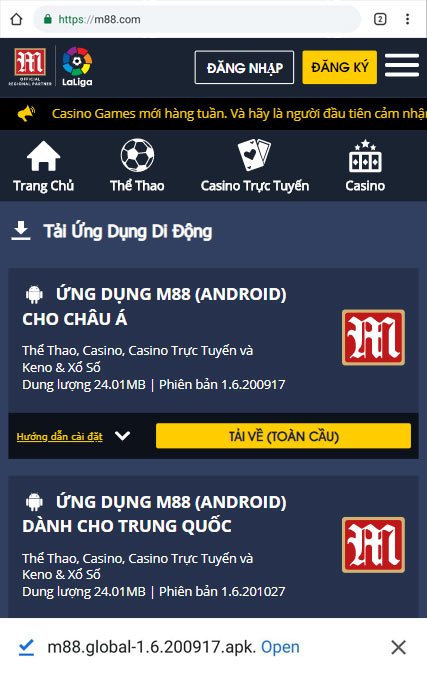 https://m88.com
2
M
OFFICIAL
REGIONAL PARTNER
LaLiga
ĐĂNG NHẬP
ĐĂNG KÝ
Casino Games mới hàng tuần. Và hãy là người đầu tiên cảm nhậ
Trang Chủ
Thể Thao
Casino Trực Tuyến
Casino
Tải Ứng Dụng Di Động
ỨNG DỤNG M88 (ANDROID)
CHO CHÂU Á
Thể Thao, Casino, Casino Trực Tuyến và
Keno & Xổ Số
Dung lượng 24.01MB | Phiên bản 1.6.200917
M
Hướng dẫn cài đặt
TẢI VỀ (TOÀN CẦU)
ỨNG DỤNG M88 (ANDROID)
DÀNH CHO TRUNG QUỐC
Thể Thao, Casino, Casino Trực Tuyến và
Keno & Xổ Số
Dung lượng 24.01MB | Phiên bản 1.6.201027
M
m88.global-1.6.200917.apk. Open